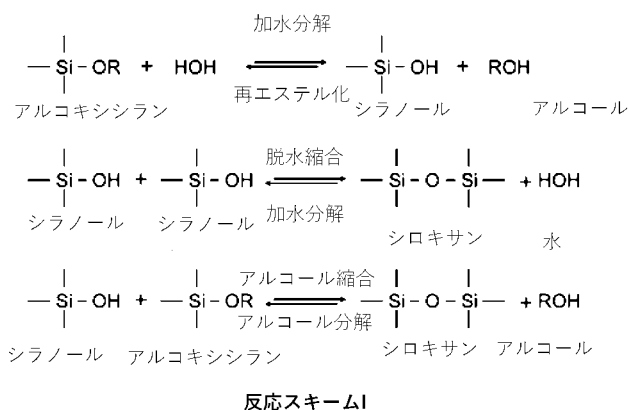 加水分解
Si-OR + HOH Si-OH + ROH
再エステル化
アルコキシシラン シラノール アルコール
脱水縮合
Si-OH + Si-OH Si-O-Si +HOH
加水分解
シラノール シラノール シロキサン 水
アルコール縮合
Si-OH + Si-OR Si-O-Si +ROH
アルコール分解
シラノール アルコキシシラン シロキサン アルコール
反応スキームI